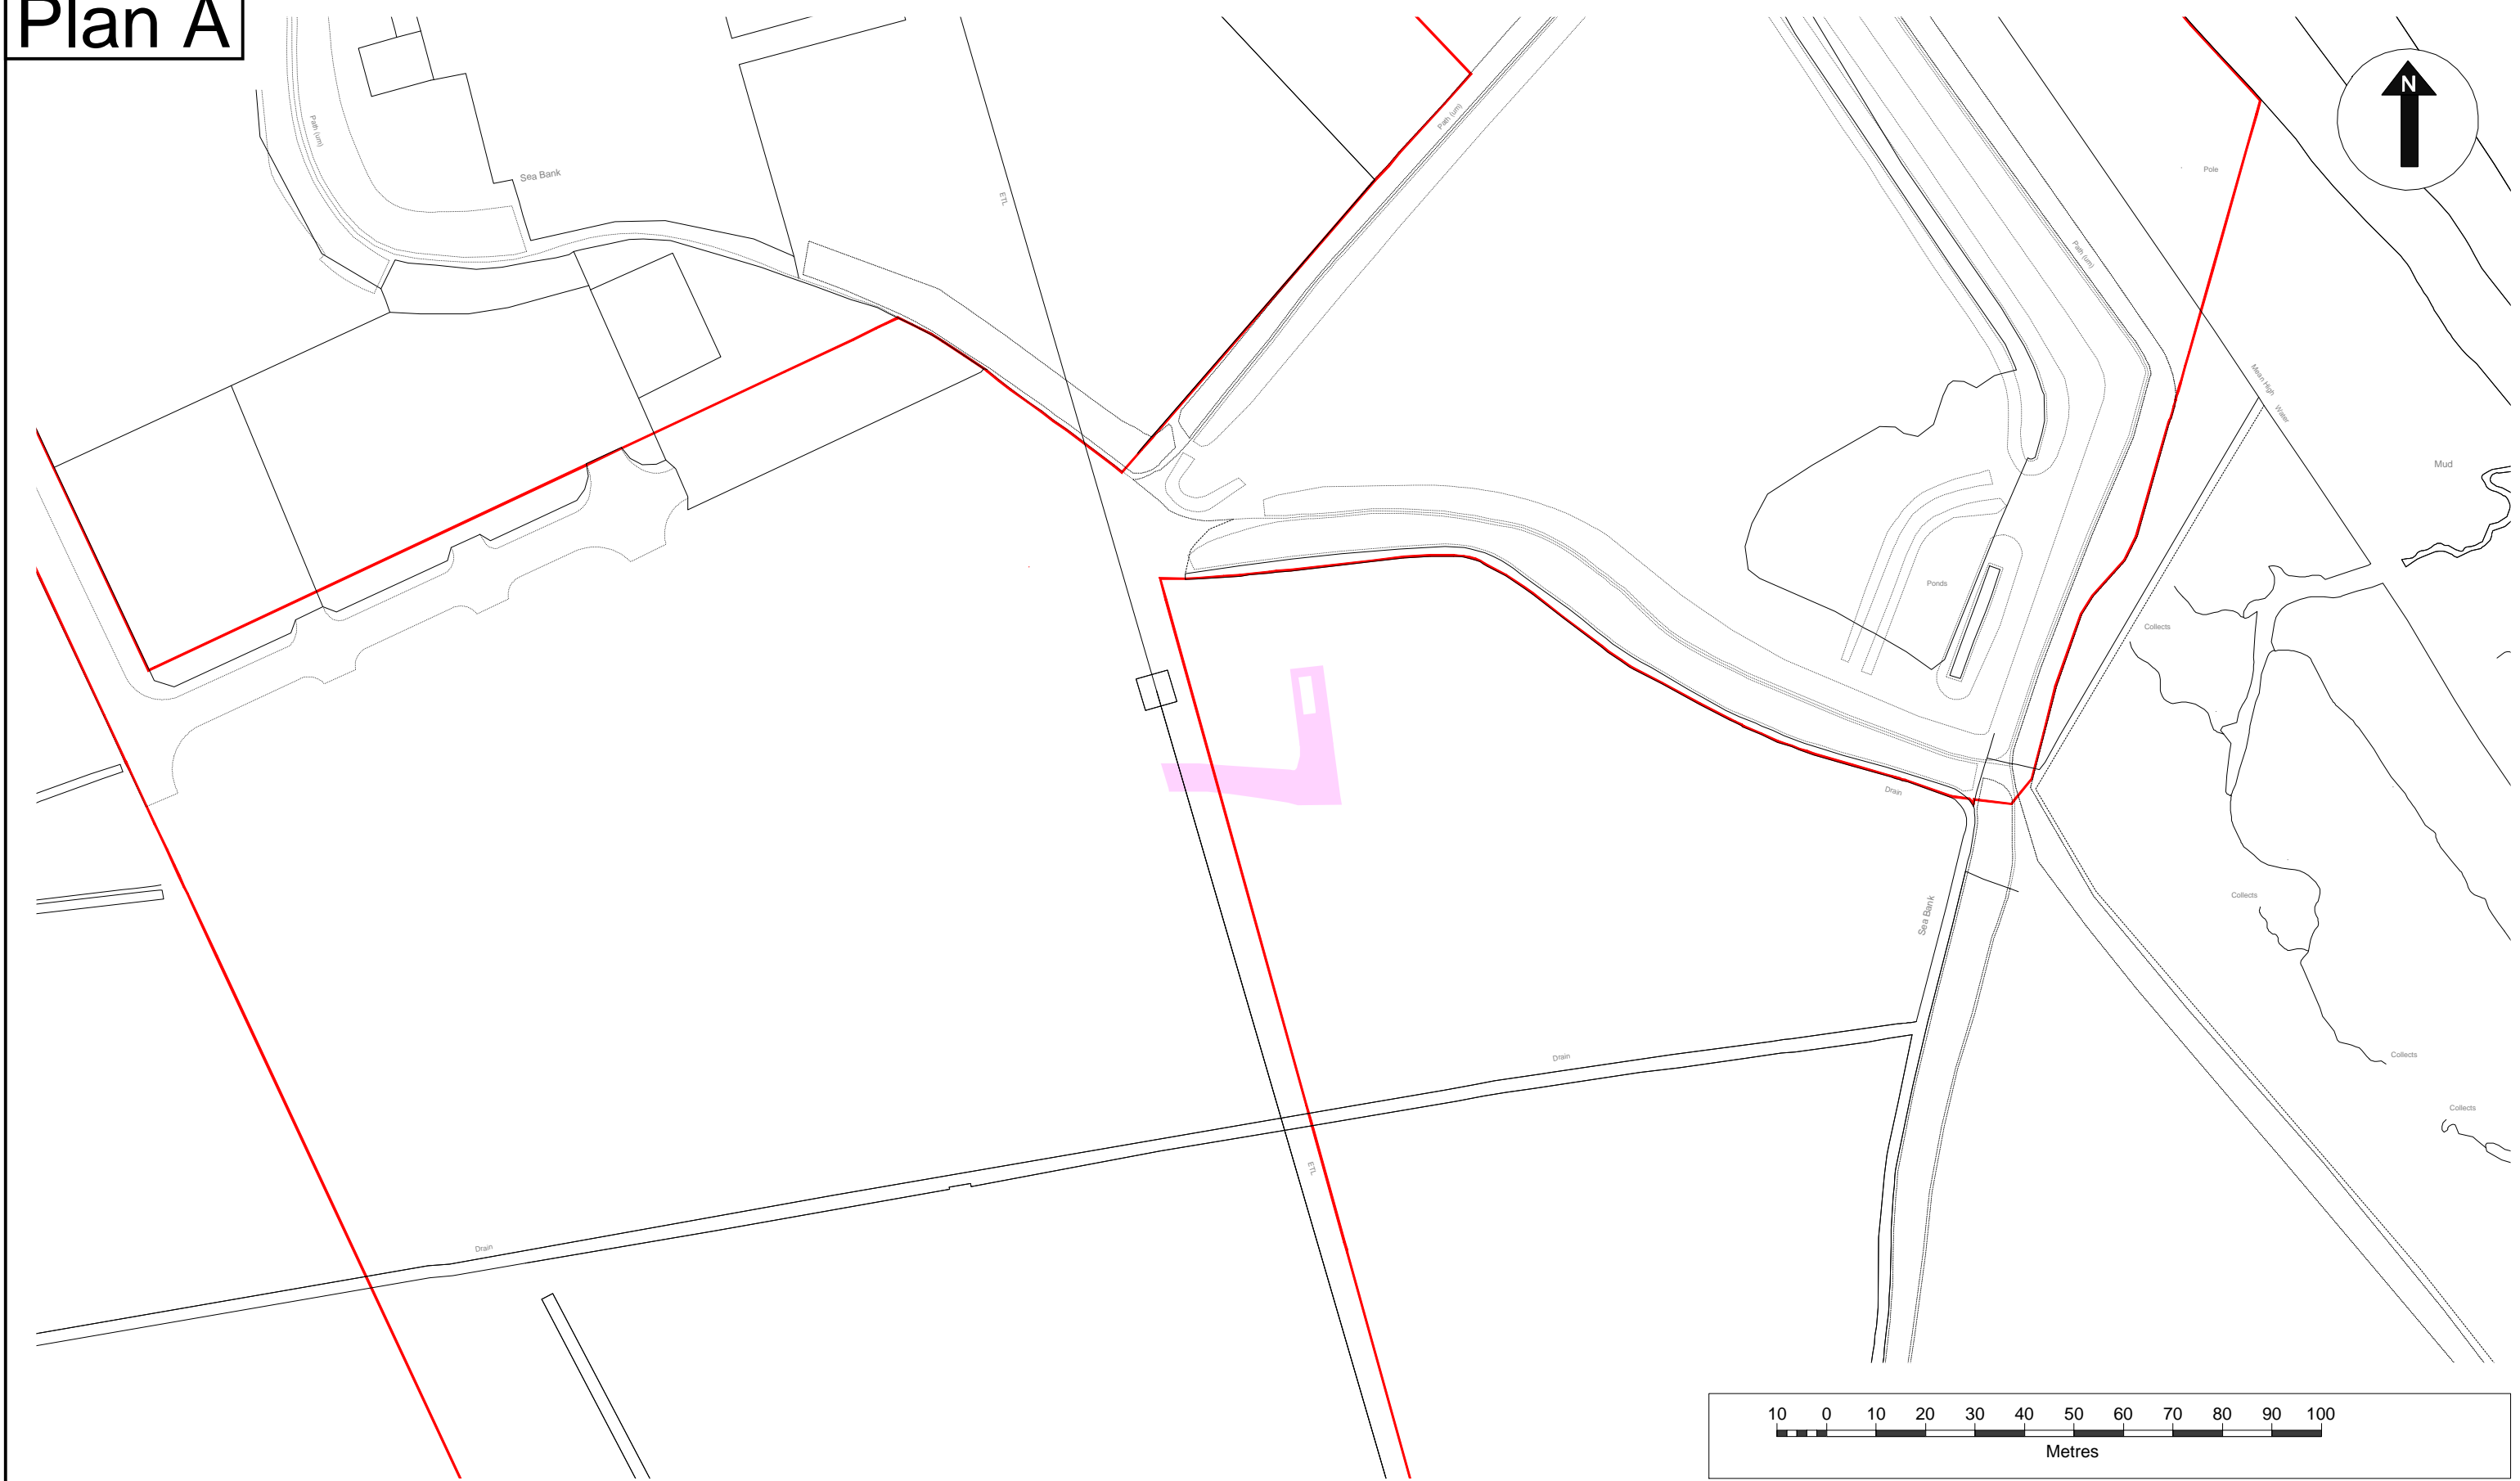 Plan A
N
Path (um)
Sea Bank
ETL
Path (um)
Pole
Path (um)
Mean High
Water
Mud
Ponds
Collects
Drain
Collects
Sea Bank
Drain
Collects
Collects
ETL
Drain
10 0 10 20 30 40 50 60 70 80 90 100
Metres